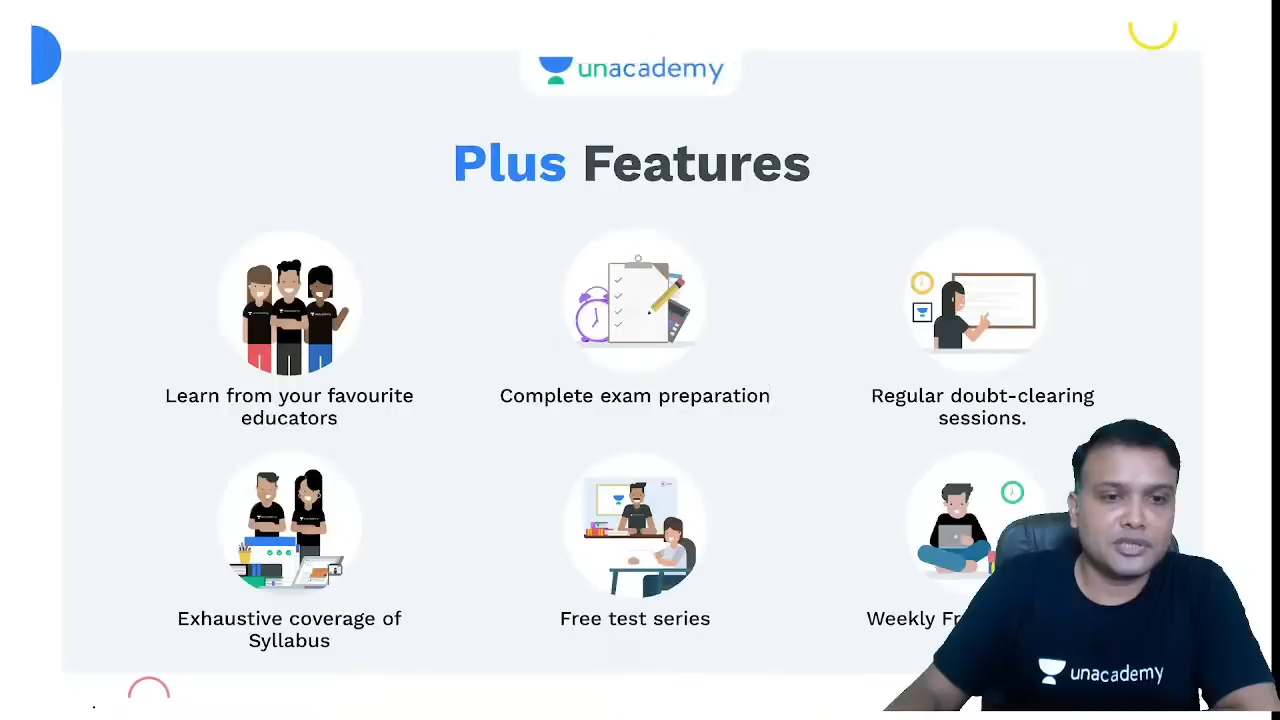 unacademy
Plus Features
Learn from your favourite
educators
Complete exam preparation
Regular doubt-clearing
sessions.
Exhaustive coverage of
Syllabus
Free test series
Weekly
unacademy